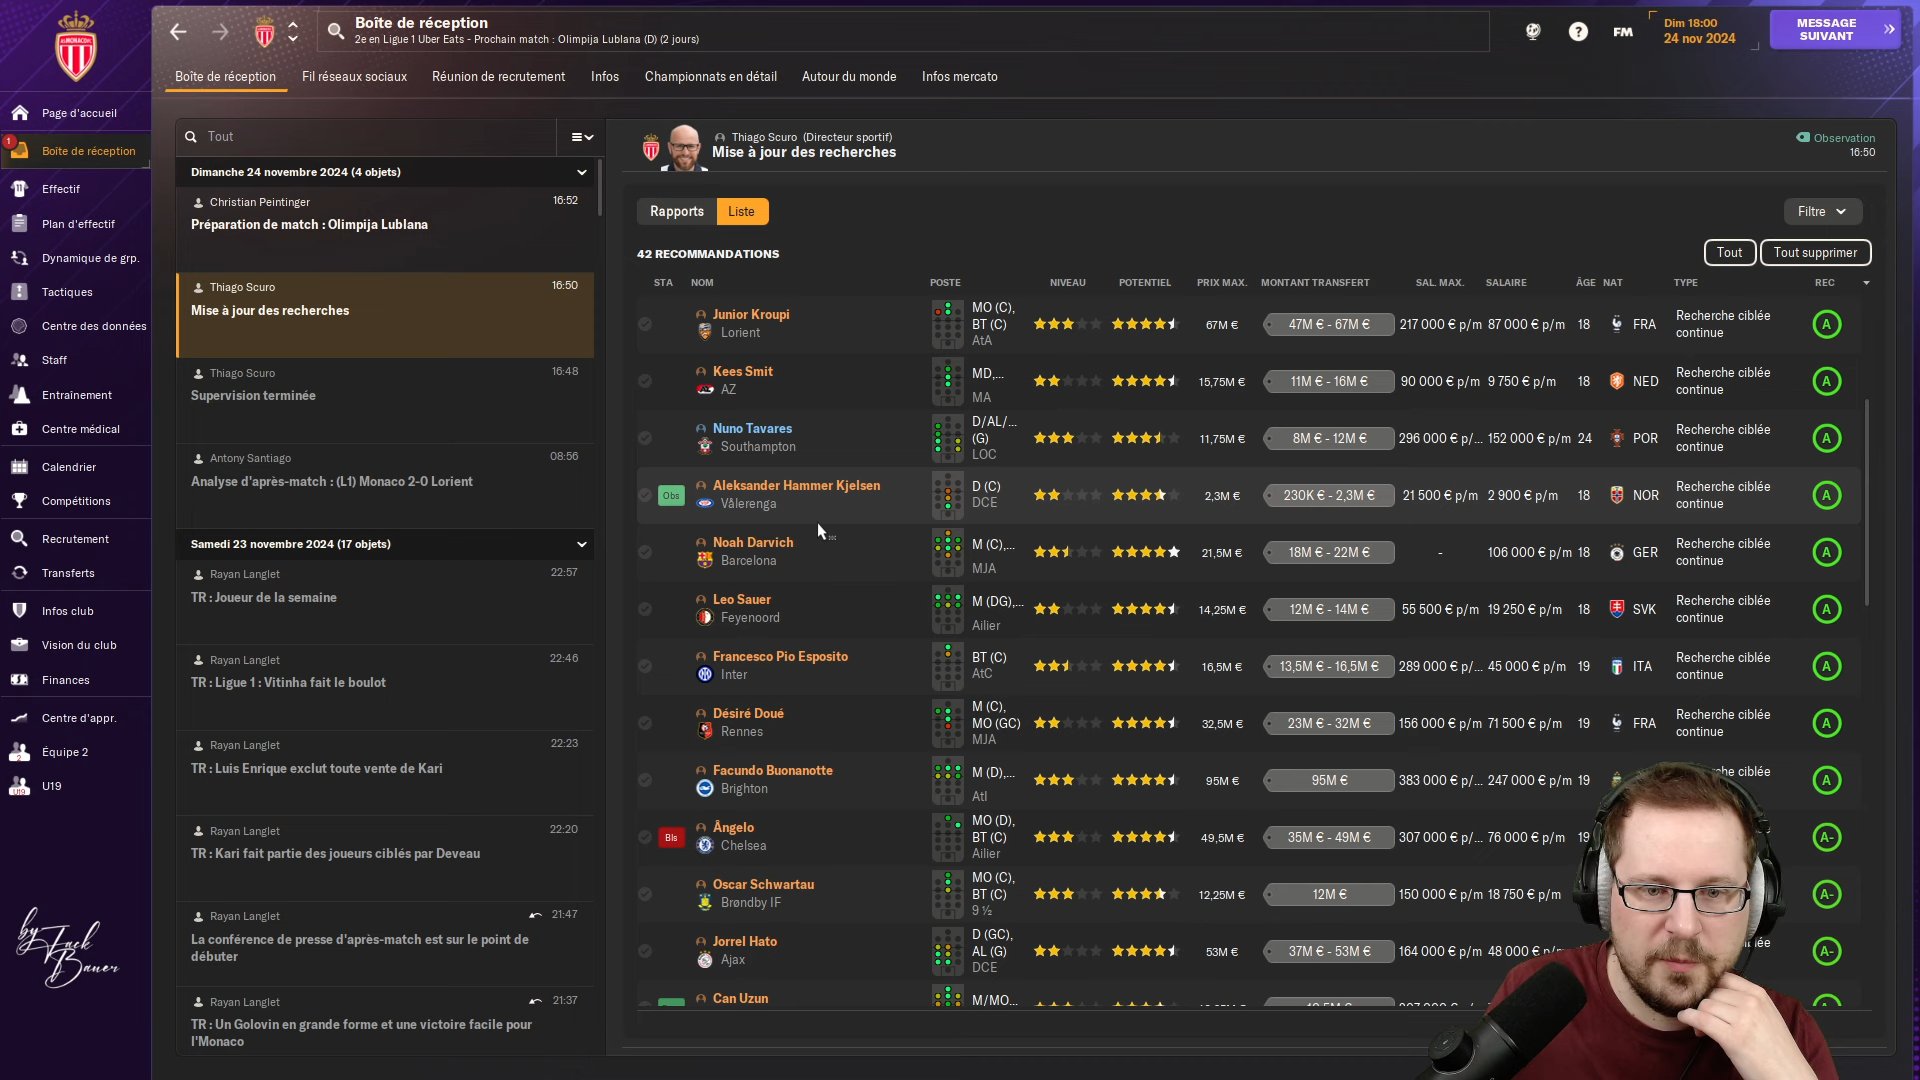 Boîte de réception
2e en Ligue 1 Uber Eats - Prochain match : Olimpija Lublana (D) (2 jours)
FM
Dim 18:00
24 nov 2024
MESSAGE
SUIVANT
Boîte de réception
Fil réseaux sociaux
Réunion de recrutement
Infos
Championnats en détail
Autour du monde
Infos mercato
Page d'accueil
1
Boîte de réception
Effectif
Plan d'effectif
Dynamique de grp.
Tactiques
Centre des données
Staff
Entraînement
Centre médical
Calendrier
Compétitions
Recrutement
Transferts
Infos club
Vision du club
Finances
Centre d'appr.
Équipe 2
U19
by Jack Bauer
Tout
Dimanche 24 novembre 2024 (4 objets)
Christian Peintinger 16:52
Préparation de match : Olimpija Lublana
Thiago Scuro 16:50
Mise à jour des recherches
Thiago Scuro 16:48
Supervision terminée
Antony Santiago 08:56
Analyse d'après-match : (L1) Monaco 2-0 Lorient
Samedi 23 novembre 2024 (17 objets)
Rayan Langlet 22:57
TR : Joueur de la semaine
Rayan Langlet 22:46
TR : Ligue 1 : Vitinha fait le boulot
Rayan Langlet 22:23
TR : Luis Enrique exclut toute vente de Kari
Rayan Langlet 22:20
TR : Kari fait partie des joueurs ciblés par Deveau
Rayan Langlet 21:47
La conférence de presse d'après-match est sur le point de
débuter
Rayan Langlet 21:37
TR : Un Golovin en grande forme et une victoire facile pour
l'Monaco
Thiago Scuro (Directeur sportif)
Mise à jour des recherches
Observation
16:50
Rapports Liste
Filtre
42 RECOMMANDATIONS
Tout Tout supprimer
STA NOM POSTE NIVEAU POTENTIEL PRIX MAX. MONTANT TRANSFERT SAL. MAX. SALAIRE ÂGE NAT TYPE REC
Junior Kroupi
Lorient
MO (C),
BT (C)
AtA
67M € 47M € - 67M € 217 000 € p/m 87 000 € p/m 18 FRA
Recherche ciblée
continue
A
Kees Smit
AZ
MD,...
MA
15,75M € 11M € - 16M € 90 000 € p/m 9 750 € p/m 18 NED
Recherche ciblée
continue
A
Nuno Tavares
Southampton
D/AL/...
(G)
LOC
11,75M € 8M € - 12M € 296 000 € p/... 152 000 € p/m 24 POR
Recherche ciblée
continue
A
Obs
Aleksander Hammer Kjelsen
Vålerenga
D (C)
DCE
2,3M € 230K € - 2,3M € 21 500 € p/m 2 900 € p/m 18 NOR
Recherche ciblée
continue
A
Noah Darvich
Barcelona
M (C),...
MJA
21,5M € 18M € - 22M € - 106 000 € p/m 18 GER
Recherche ciblée
continue
A
Leo Sauer
Feyenoord
M (DG),...
Ailier
14,25M € 12M € - 14M € 55 500 € p/m 19 250 € p/m 18 SVK
Recherche ciblée
continue
A
Francesco Pio Esposito
Inter
BT (C)
AtC
16,5M € 13,5M € - 16,5M € 289 000 € p/... 45 000 € p/m 19 ITA
Recherche ciblée
continue
A
Désiré Doué
Rennes
M (C),
MO (GC)
MJA
32,5M € 23M € - 32M € 156 000 € p/m 71 500 € p/m 19 FRA
Recherche ciblée
continue
A
Facundo Buonanotte
Brighton
M (D),...
AtI
95M € 95M € 383 000 € p/... 247 000 € p/m 19
A
Bls
Ângelo
Chelsea
MO (D),
BT (C)
Ailier
49,5M € 35M € - 49M € 307 000 € p/... 76 000 € p/m 19
A-
Oscar Schwartau
Brøndby IF
MO (C),
BT (C)
9 ½
12,25M € 12M € 150 000 € p/m 18 750 € p/m
A-
Jorrel Hato
Ajax
D (GC),
AL (G)
DCE
53M € 37M € - 53M € 164 000 € p/m 48 000 €
A-
Can Uzun
M/MO...